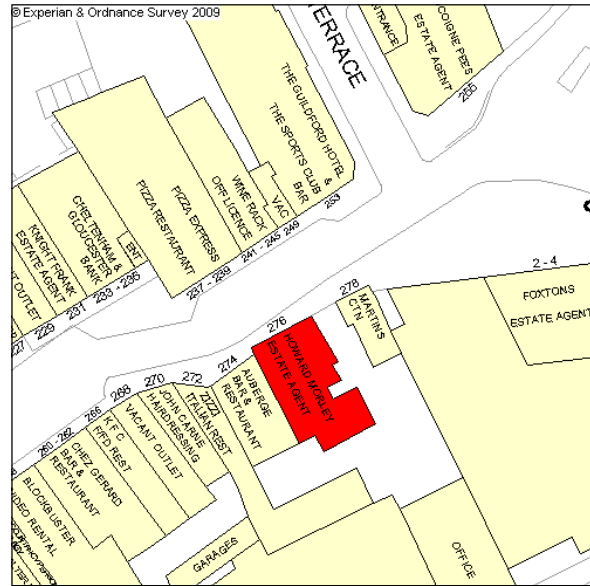 © Experian & Ordnance Survey 2009
TERRACE
ENTRANCE
COIGNE PEES
ESTATE AGENT
255
THE GUILDFORD HOTEL
&
THE SPORTS CLUB
BAR
253
VAC
249
WINE RACK
OFF LICENCE
241 - 245
PIZZA EXPRESS
PIZZA RESTAURANT
237 - 239
ENT
CHELTENHAM &
GLOUCESTER
BANK
233 - 235
KNIGHT FRANK
ESTATE AGENT
231
NT OUTLET
229
227
2 - 4
FOXTONS
ESTATE AGENT
278
MARTINS
CTN
276
HOWARD MORLEY
ESTATE AGENT
274
AUBERGE
BAR &
RESTAURANT
272
ZIZZI
ITALIAN REST
270
JOHN CARNE
HAIRDRESSING
268
VACANT OUTLET
266
K F C
F/FD REST
260 - 262
CHEZ GERARD
BAR &
RESTAURANT
BLOCKBUSTER
VIDEO RENTAL
GARAGES
OFFICE